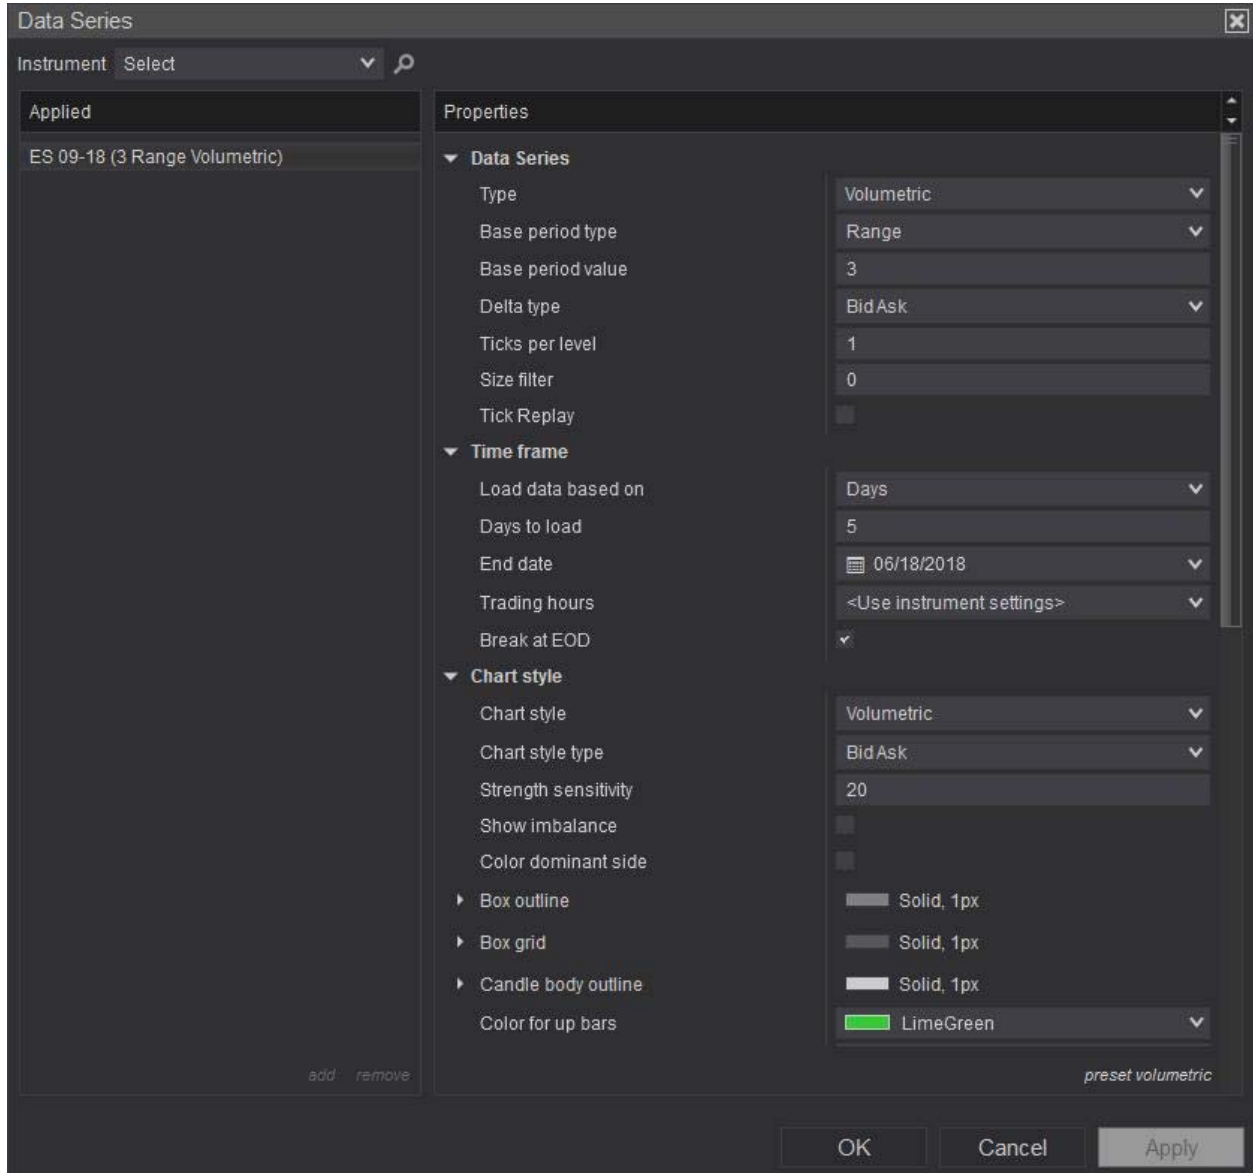 Data Series
Instrument Select
Applied
Properties
ES 09-18 (3 Range Volumetric)
Data Series
Type Volumetric
Base period type Range
Base period value 3
Delta type BidAsk
Ticks per level 1
Size filter 0
Tick Replay
Time frame
Load data based on Days
Days to load 5
End date 06/18/2018
Trading hours <Use instrument settings>
Break at EOD
Chart style
Chart style Volumetric
Chart style type BidAsk
Strength sensitivity 20
Show imbalance
Color dominant side
Box outline Solid, 1px
Box grid Solid, 1px
Candle body outline Solid, 1px
Color for up bars LimeGreen
add remove
preset volumetric
OK Cancel Apply